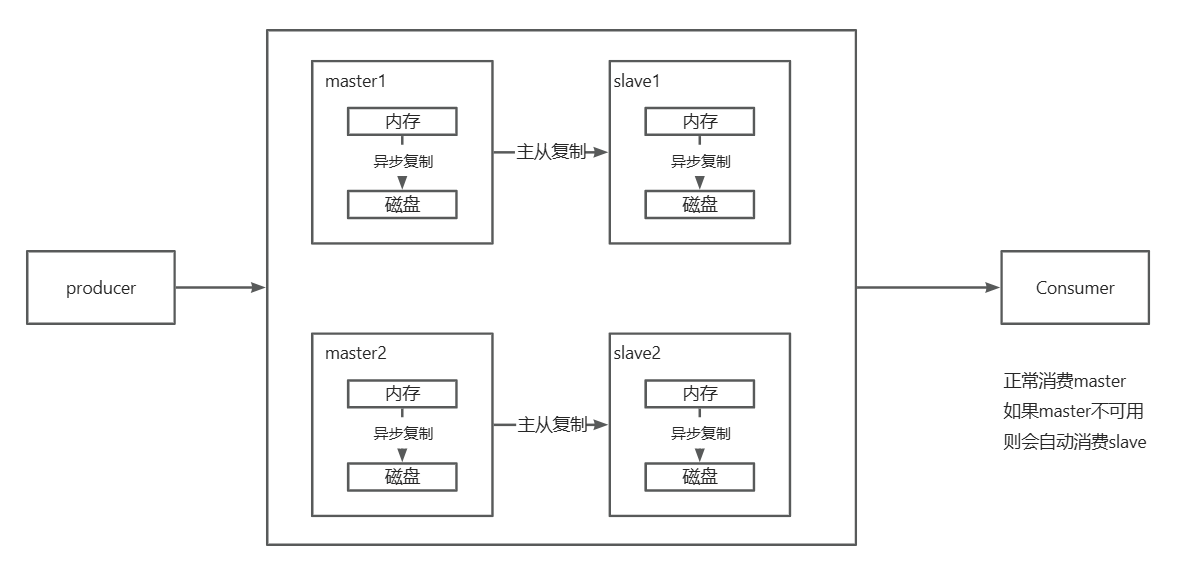 master1
内存
异步复制
磁盘
主从复制
slave1
内存
异步复制
磁盘
producer
Consumer
master2
内存
异步复制
磁盘
主从复制
slave2
内存
异步复制
磁盘
正常消费master
如果master不可用
则会自动消费slave